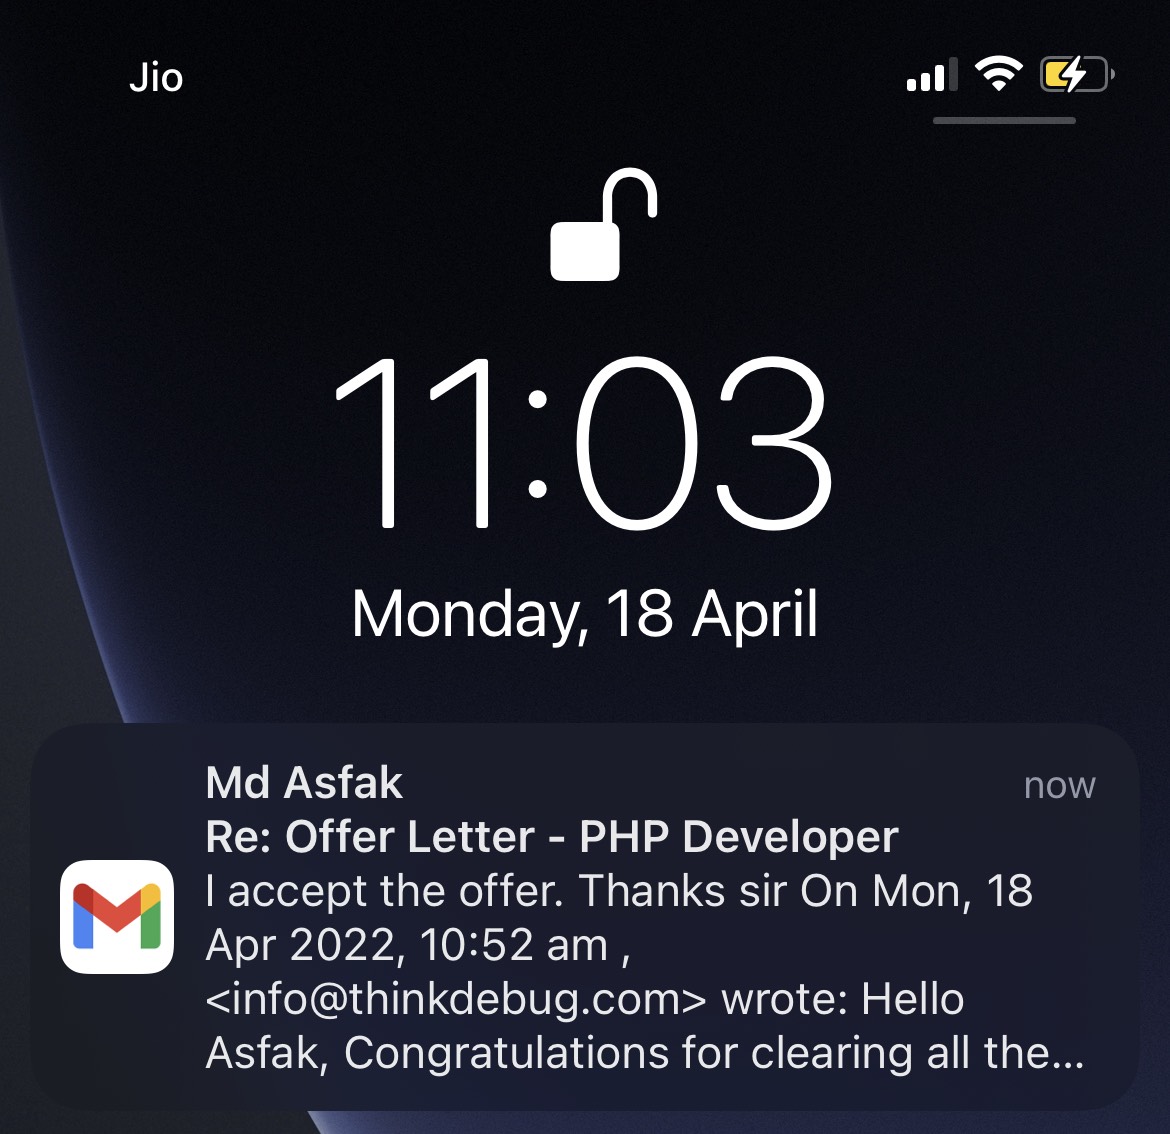 Jio
11:03
Monday, 18 April
Md Asfak
now
Re: Offer Letter - PHP Developer
I accept the offer. Thanks sir On Mon, 18
Apr 2022, 10:52 am ,
<info@thinkdebug.com> wrote: Hello
Asfak, Congratulations for clearing all the...